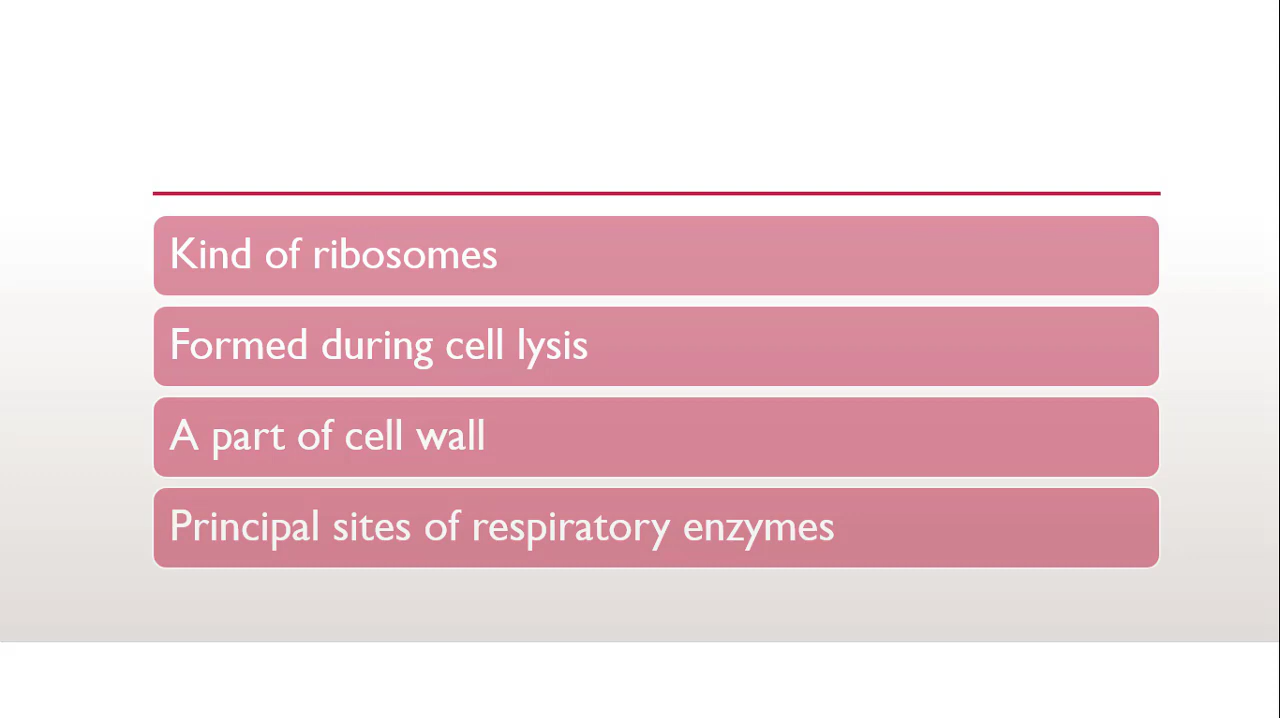 Kind of ribosomes
Formed during cell lysis
A part of cell wall
Principal sites of respiratory enzymes